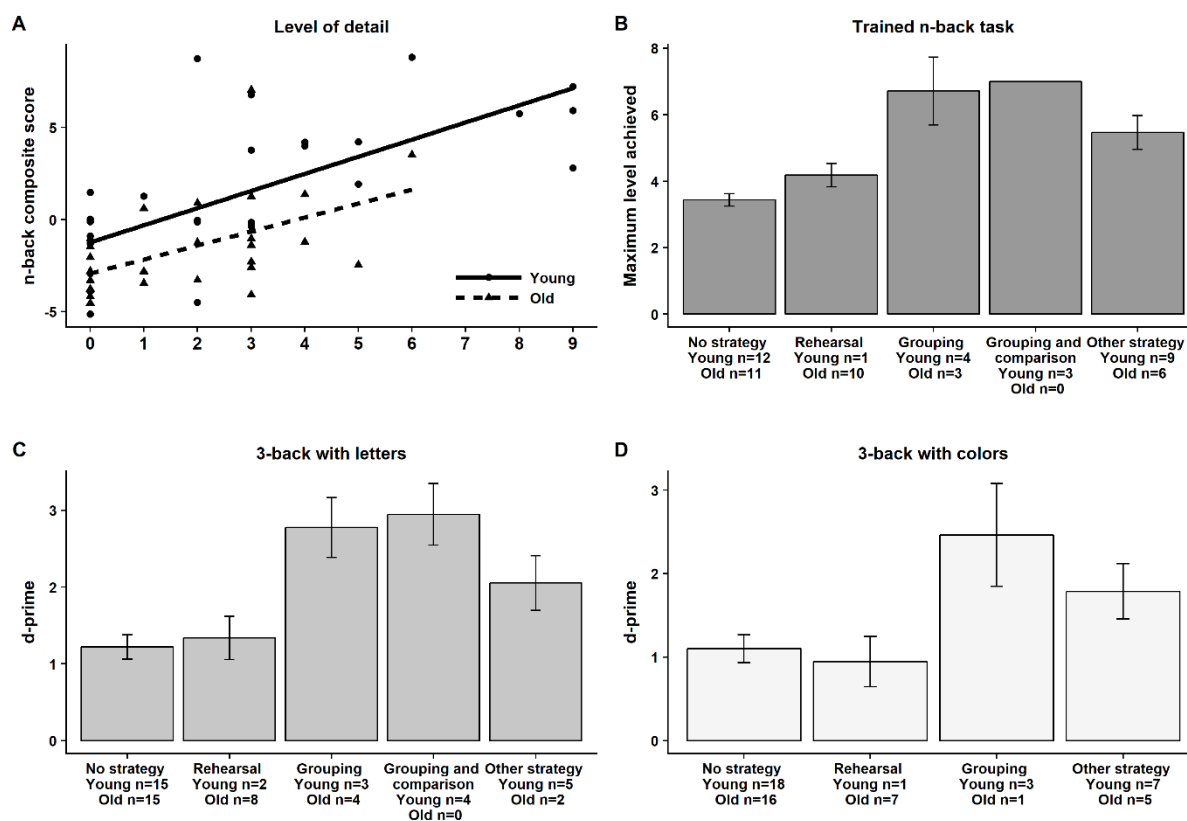 A
Level of detail
n-back composite score
5
0
-5
Young
Old
0 1 2 3 4 5 6 7 8 9
B
Trained n-back task
Maximum level achieved
8
6
4
2
0
No strategy
Young n=12
Old n=11
Rehearsal
Young n=1
Old n=10
Grouping
Young n=4
Old n=3
Grouping and
comparison
Young n=3
Old n=0
Other strategy
Young n=9
Old n=6
C
3-back with letters
d-prime
3
2
1
0
No strategy
Young n=15
Old n=15
Rehearsal
Young n=2
Old n=8
Grouping
Young n=3
Old n=4
Grouping and
comparison
Young n=4
Old n=0
Other strategy
Young n=5
Old n=2
D
3-back with colors
d-prime
3
2
1
0
No strategy
Young n=18
Old n=16
Rehearsal
Young n=1
Old n=7
Grouping
Young n=3
Old n=1
Other strategy
Young n=7
Old n=5